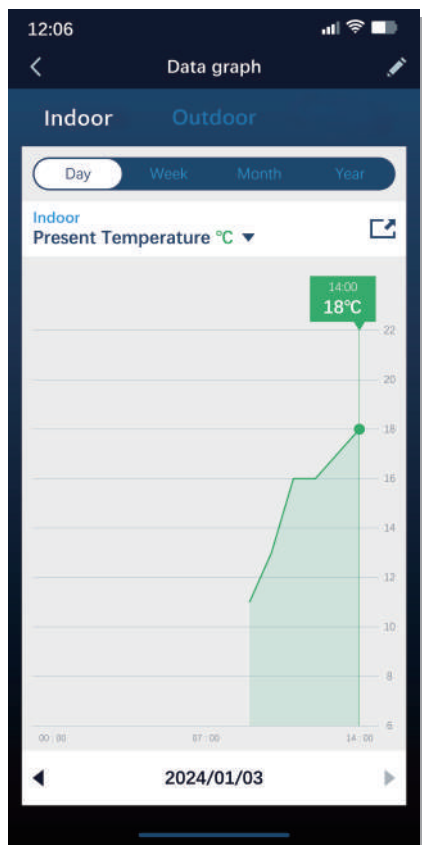 12:06
Data graph
Indoor Outdoor
Day Week Month Year
Indoor
Present Temperature °C
14:00
18°C
22
20
18
16
14
12
10
8
6
00:00 07:00 14:00
2024/01/03